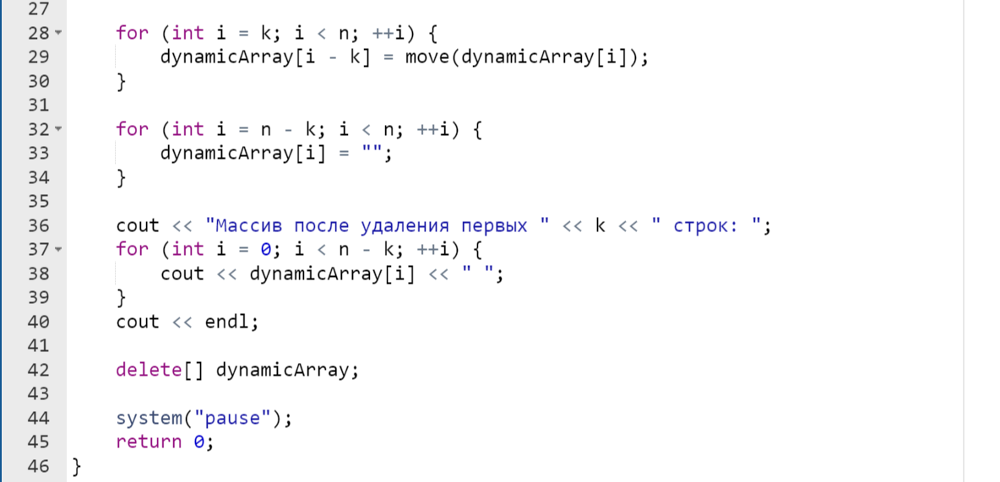 27
28 for (int i = k; i < n; ++i) {
29 dynamicArray[i - k] = move(dynamicArray[i]);
30 }
31
32 for (int i = n - k; i < n; ++i) {
33 dynamicArray[i] = "";
34 }
35
36 cout << "Массив после удаления первых " << k << " строк: ";
37 for (int i = 0; i < n - k; ++i) {
38 cout << dynamicArray[i] << " ";
39 }
40 cout << endl;
41
42 delete[] dynamicArray;
43
44 system("pause");
45 return 0;
46 }